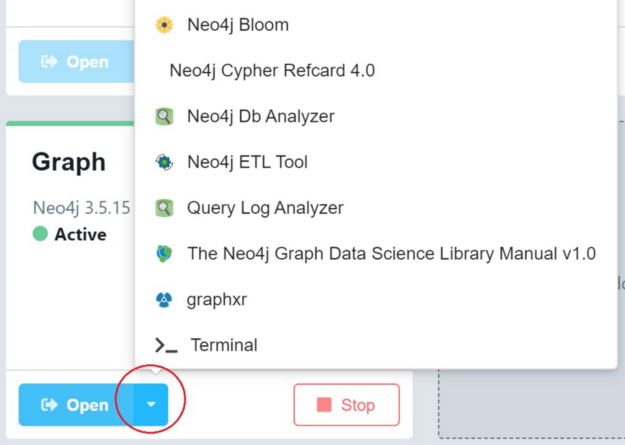 Neo4j Bloom
Open
Neo4j Cypher Refcard 4.0
Neo4j Db Analyzer
Graph
Neo4j ETL Tool
Neo4j 3.5.15
Query Log Analyzer
Active
The Neo4j Graph Data Science Library Manual v1.0
graphxr
>_ Terminal
Open
Stop